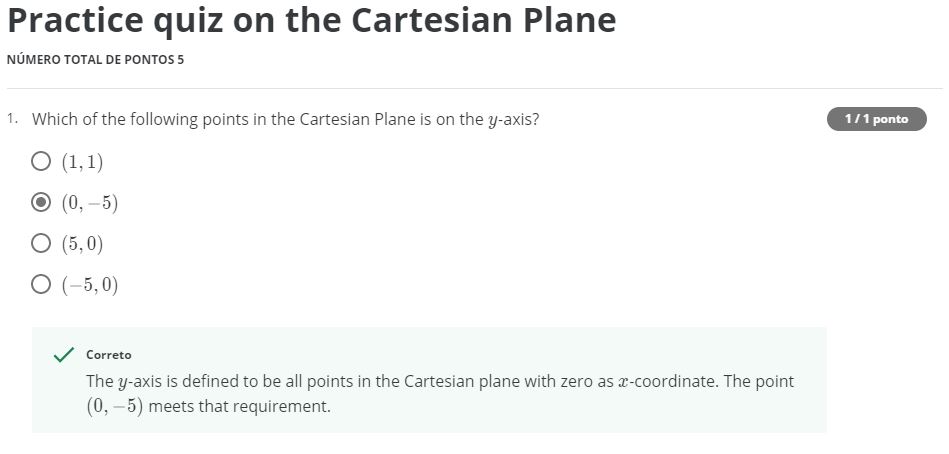 Practice quiz on the Cartesian Plane
NÚMERO TOTAL DE PONTOS 5
1. Which of the following points in the Cartesian Plane is on the y-axis? 1 / 1 ponto
(1, 1)
(0, −5)
(5, 0)
(−5, 0)
Correto
The y-axis is defined to be all points in the Cartesian plane with zero as x-coordinate. The point
(0, −5) meets that requirement.